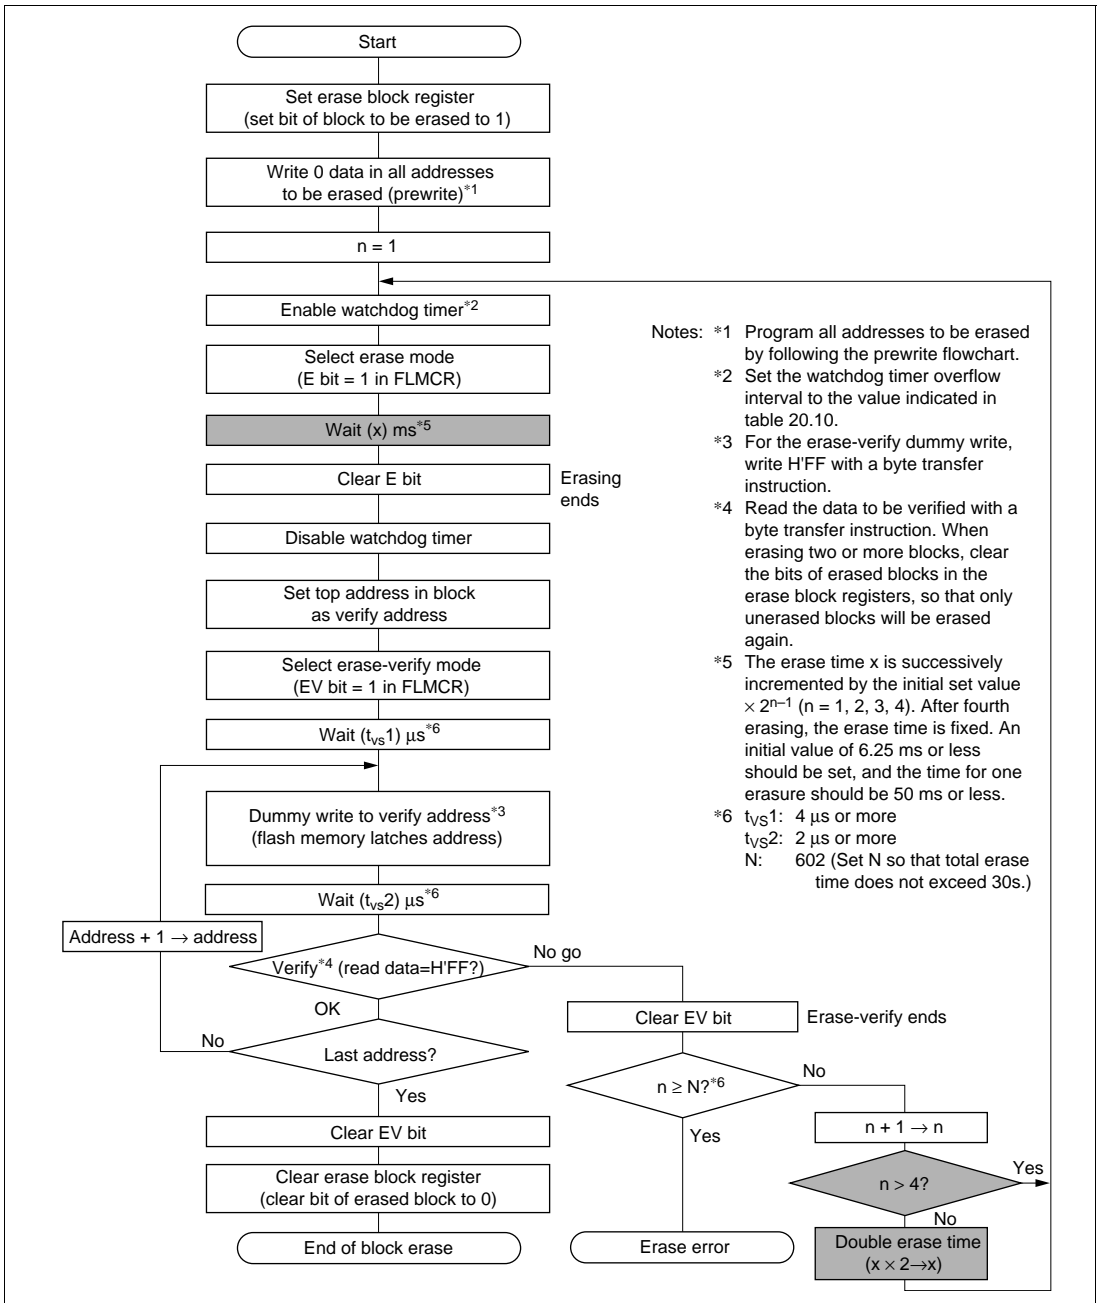 Start
Set erase block register
(set bit of block to be erased to 1)
Write 0 data in all addresses
to be erased (prewrite)*1
n = 1
Enable watchdog timer*2
Select erase mode
(E bit = 1 in FLMCR)
Wait (x) ms*5
Clear E bit
Erasing
ends
Disable watchdog timer
Set top address in block
as verify address
Select erase-verify mode
(EV bit = 1 in FLMCR)
Wait (tvs1) μs*6
Dummy write to verify address*3
(flash memory latches address)
Wait (tvs2) μs*6
Address + 1 → address
Verify*4 (read data=H'FF?)
No go
OK
Last address?
No
Yes
Clear EV bit
Clear erase block register
(clear bit of erased block to 0)
End of block erase
Clear EV bit
Erase-verify ends
n ≥ N?*6
No
Yes
Erase error
n + 1 → n
n > 4?
Yes
No
Double erase time
(x × 2→x)
Notes: *1 Program all addresses to be erased
by following the prewrite flowchart.
*2 Set the watchdog timer overflow
interval to the value indicated in
table 20.10.
*3 For the erase-verify dummy write,
write H'FF with a byte transfer
instruction.
*4 Read the data to be verified with a
byte transfer instruction. When
erasing two or more blocks, clear
the bits of erased blocks in the
erase block registers, so that only
unerased blocks will be erased
again.
*5 The erase time x is successively
incremented by the initial set value
× 2n–1 (n = 1, 2, 3, 4). After fourth
erasing, the erase time is fixed. An
initial value of 6.25 ms or less
should be set, and the time for one
erasure should be 50 ms or less.
*6 tVS1: 4 μs or more
tVS2: 2 μs or more
N: 602 (Set N so that total erase
time does not exceed 30s.)